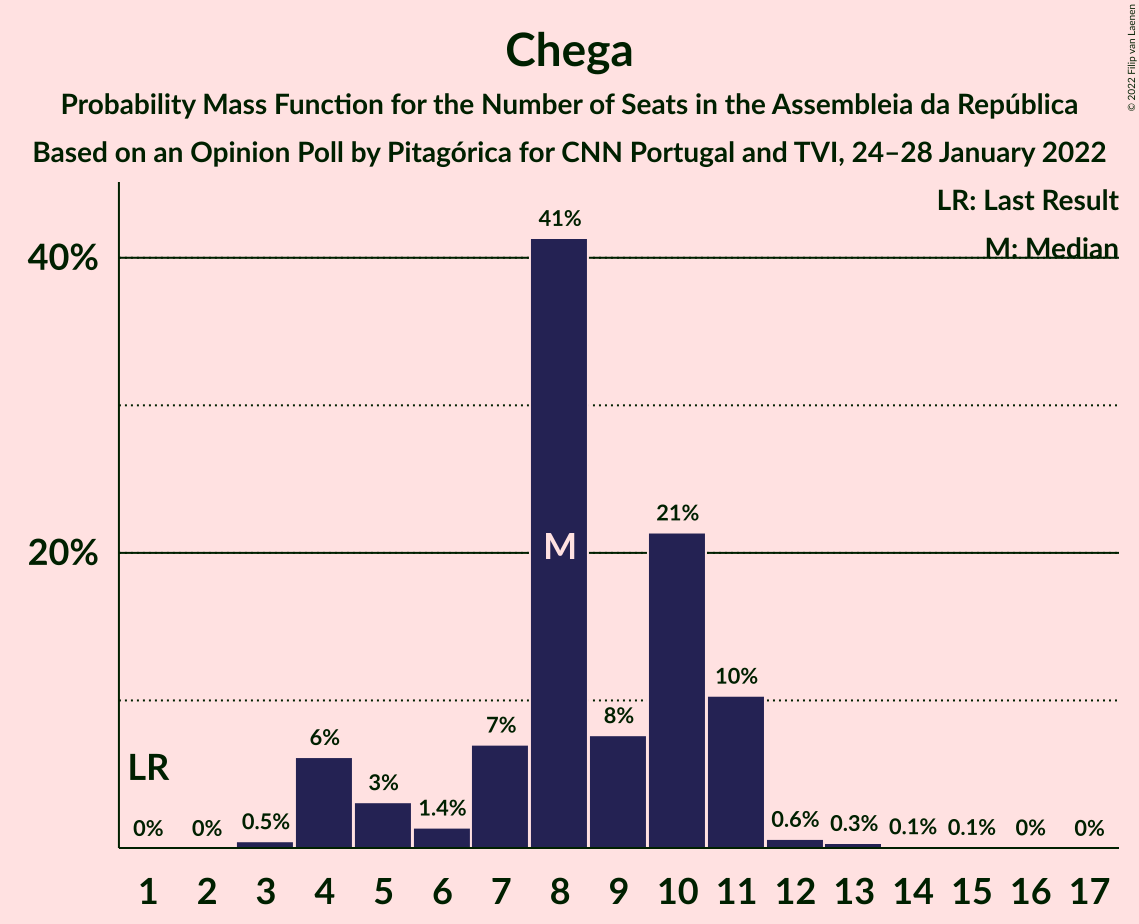 Chega
Probability Mass Function for the Number of Seats in the Assembleia da República
Based on an Opinion Poll by Pitagórica for CNN Portugal and TVI, 24–28 January 2022
© 2022 Filip van Laenen
LR: Last Result
M: Median
40%
20%
41%
21%
10%
8%
7%
6%
3%
1.4%
0.5%
0.6%
0.3%
0.1%
0.1%
0%
0%
0%
0%
LR
M
1 2 3 4 5 6 7 8 9 10 11 12 13 14 15 16 17